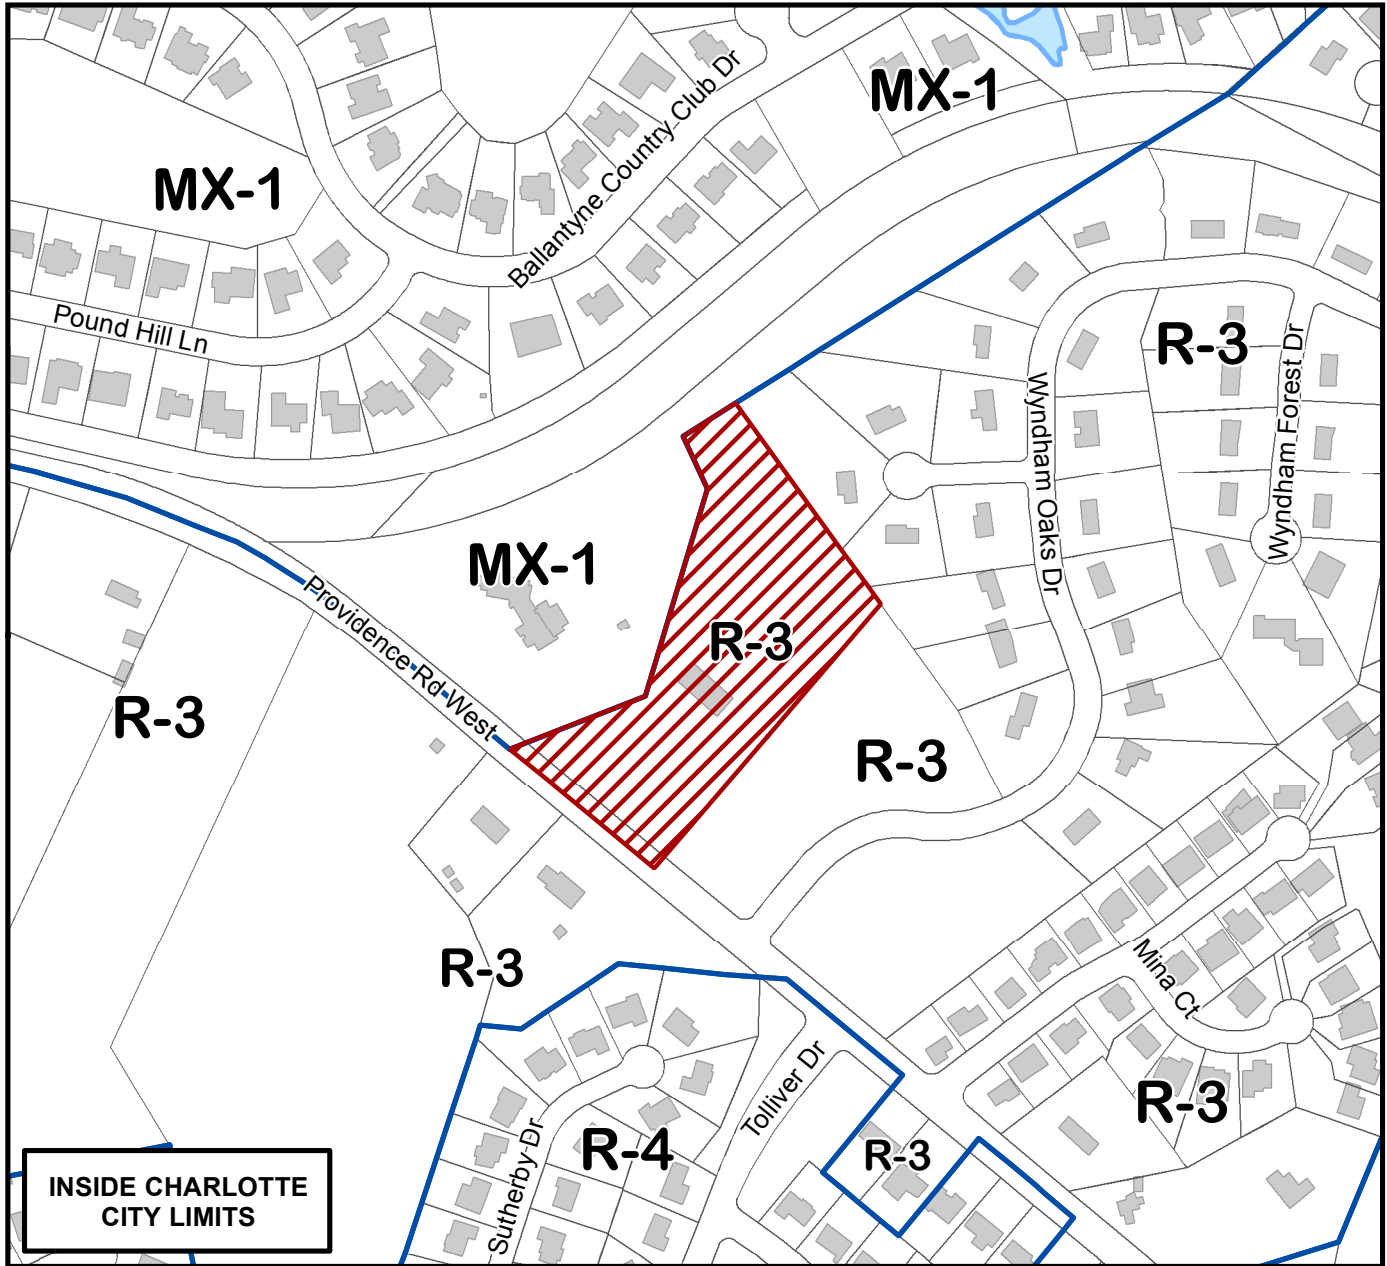 MX-1
Ballantyne Country Club Dr
MX-1
Pound Hill Ln
R-3
Wyndham Forest Dr
Wyndham Oaks Dr
MX-1
Providence Rd West
R-3
R-3
R-3
R-3
Mina Ct
Tolliver Dr
R-3
R-4
R-3
Sutherby Dr
INSIDE CHARLOTTE
CITY LIMITS